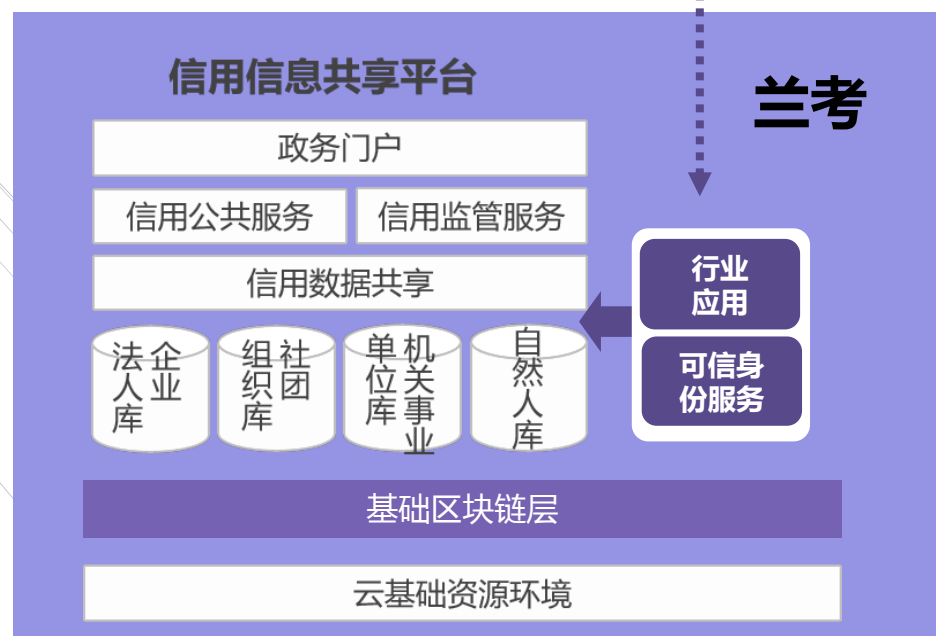 信用信息共享平台
兰考
政务门户
信用公共服务
信用监管服务
信用数据共享
行业
应用
可信身
份服务
企业
法人库
社团
组织库
机关事业
单位库
自然人库
基础区块链层
云基础资源环境